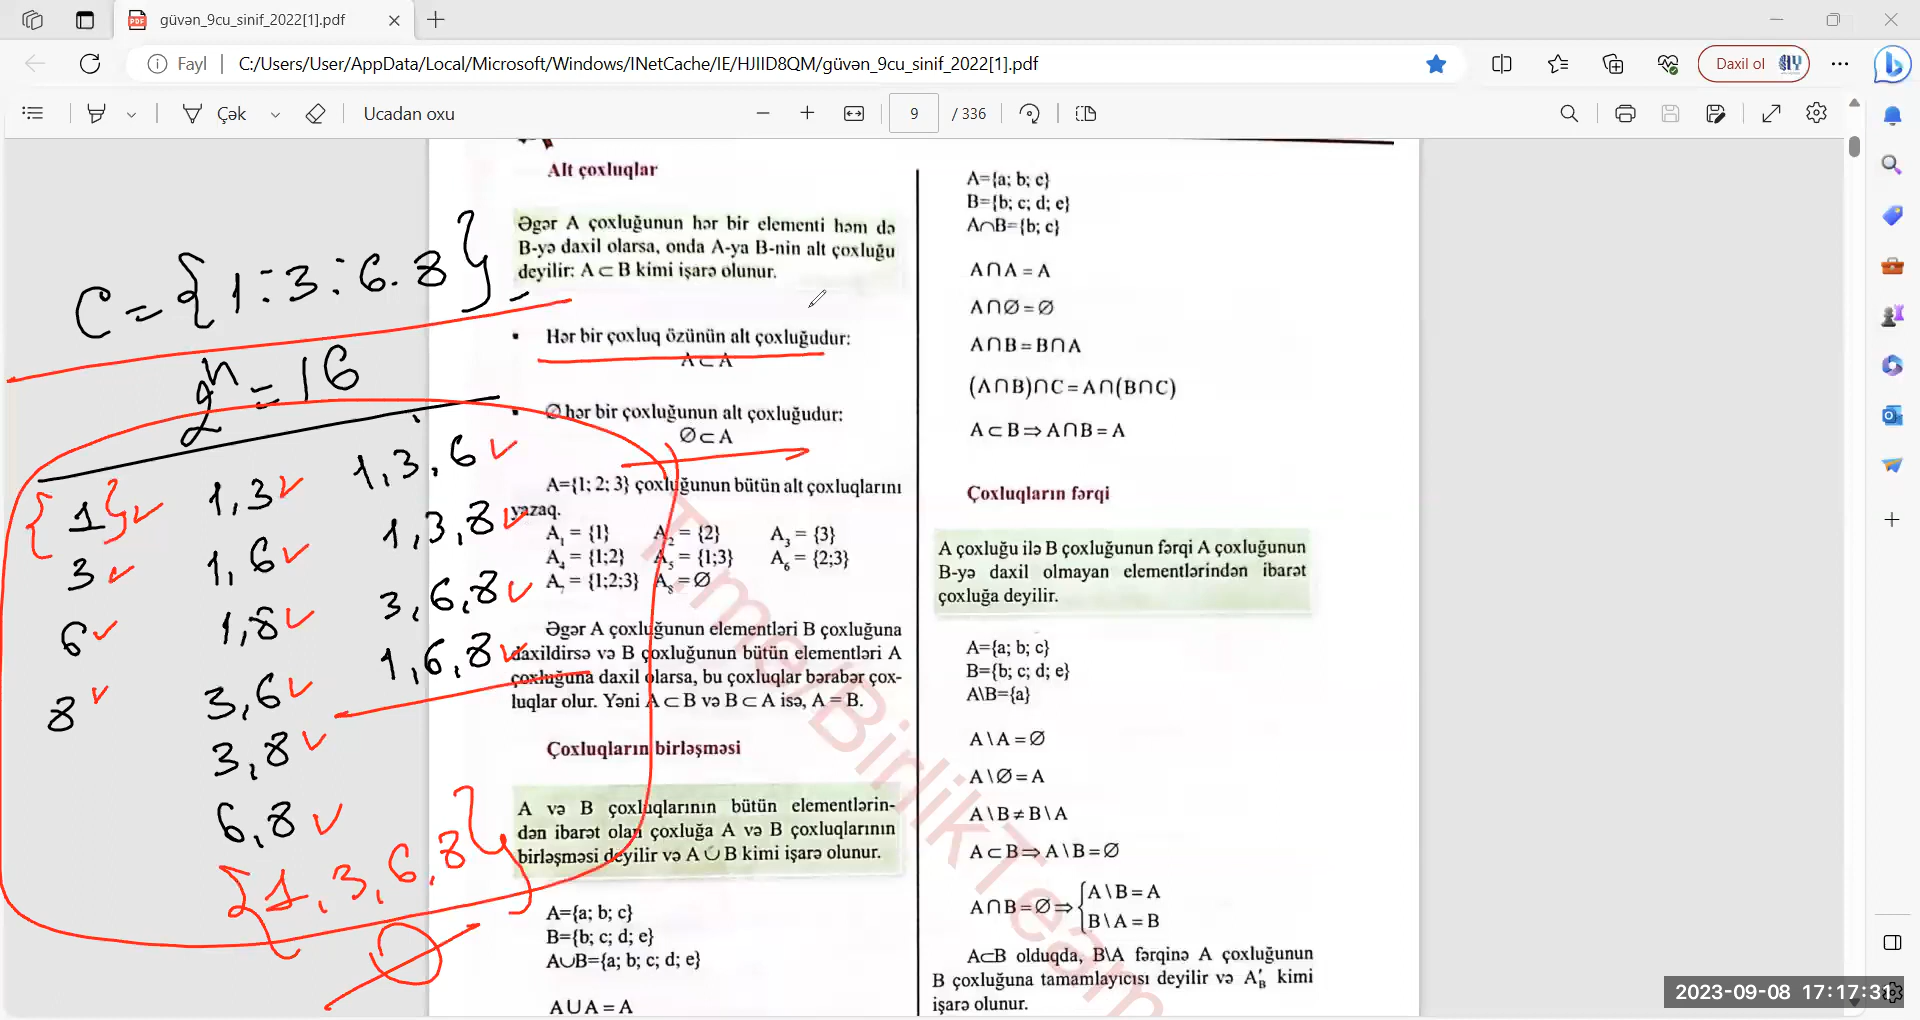 güvən_9cu_sinif_2022[1].pdf
Fayl
C:/Users/User/AppData/Local/Microsoft/Windows/INetCache/IE/HJIID8QM/güvən_9cu_sinif_2022[1].pdf
Daxil ol
Çək
Ucadan oxu
9 / 336
C={1;3;6.8}
2ⁿ=16
{1}
3
6
8
1,3
1,6
1,8
3,6
3,8
6,8
1,3,6
1,3,8
3,6,8
1,6,8
{1,3,6,8}
Ø
Alt çoxluqlar
Əgər A çoxluğunun hər bir elementi həm də
B-yə daxil olarsa, onda A-ya B-nin alt çoxluğu
deyilir: A⊂B kimi işarə olunur.
▪ Hər bir çoxluq özünün alt çoxluğudur:
A⊂A
▪ Ø hər bir çoxluğunun alt çoxluğudur:
Ø⊂A
A={1; 2; 3} çoxluğunun bütün alt çoxluqlarını
yazaq.
A₁ = {1} A₂ = {2} A₃ = {3}
A₄ = {1;2} A₅ = {1;3} A₆ = {2;3}
A₇ = {1;2;3} A₈ = Ø
Əgər A çoxluğunun elementləri B çoxluğuna
daxildirsə və B çoxluğunun bütün elementləri A
çoxluğuna daxil olarsa, bu çoxluqlar bərabər çox-
luqlar olur. Yəni A⊂B və B⊂A isə, A = B.
Çoxluqların birləşməsi
A və B çoxluqlarının bütün elementlərin-
dən ibarət olan çoxluğa A və B çoxluqlarının
birləşməsi deyilir və A∪B kimi işarə olunur.
A={a; b; c}
B={b; c; d; e}
A∪B={a; b; c; d; e}
A∪A = A
A={a; b; c}
B={b; c; d; e}
A∩B={b; c}
A∩A = A
A∩Ø = Ø
A∩B = B∩A
(A∩B)∩C = A∩(B∩C)
A⊂B ⇒ A∩B = A
Çoxluqların fərqi
A çoxluğu ilə B çoxluğunun fərqi A çoxluğunun
B-yə daxil olmayan elementlərindən ibarət
çoxluğa deyilir.
A={a; b; c}
B={b; c; d; e}
A\B={a}
A\A = Ø
A\Ø = A
A\B ≠ B\A
A⊂B ⇒ A\B = Ø
A∩B = Ø ⇒ { A\B = A
B\A = B
A⊂B olduqda, B\A fərqinə A çoxluğunun
B çoxluğuna tamamlayıcısı deyilir və A′_B kimi
işarə olunur.
T.me/BirlikTeam
2023-09-08 17:17:31